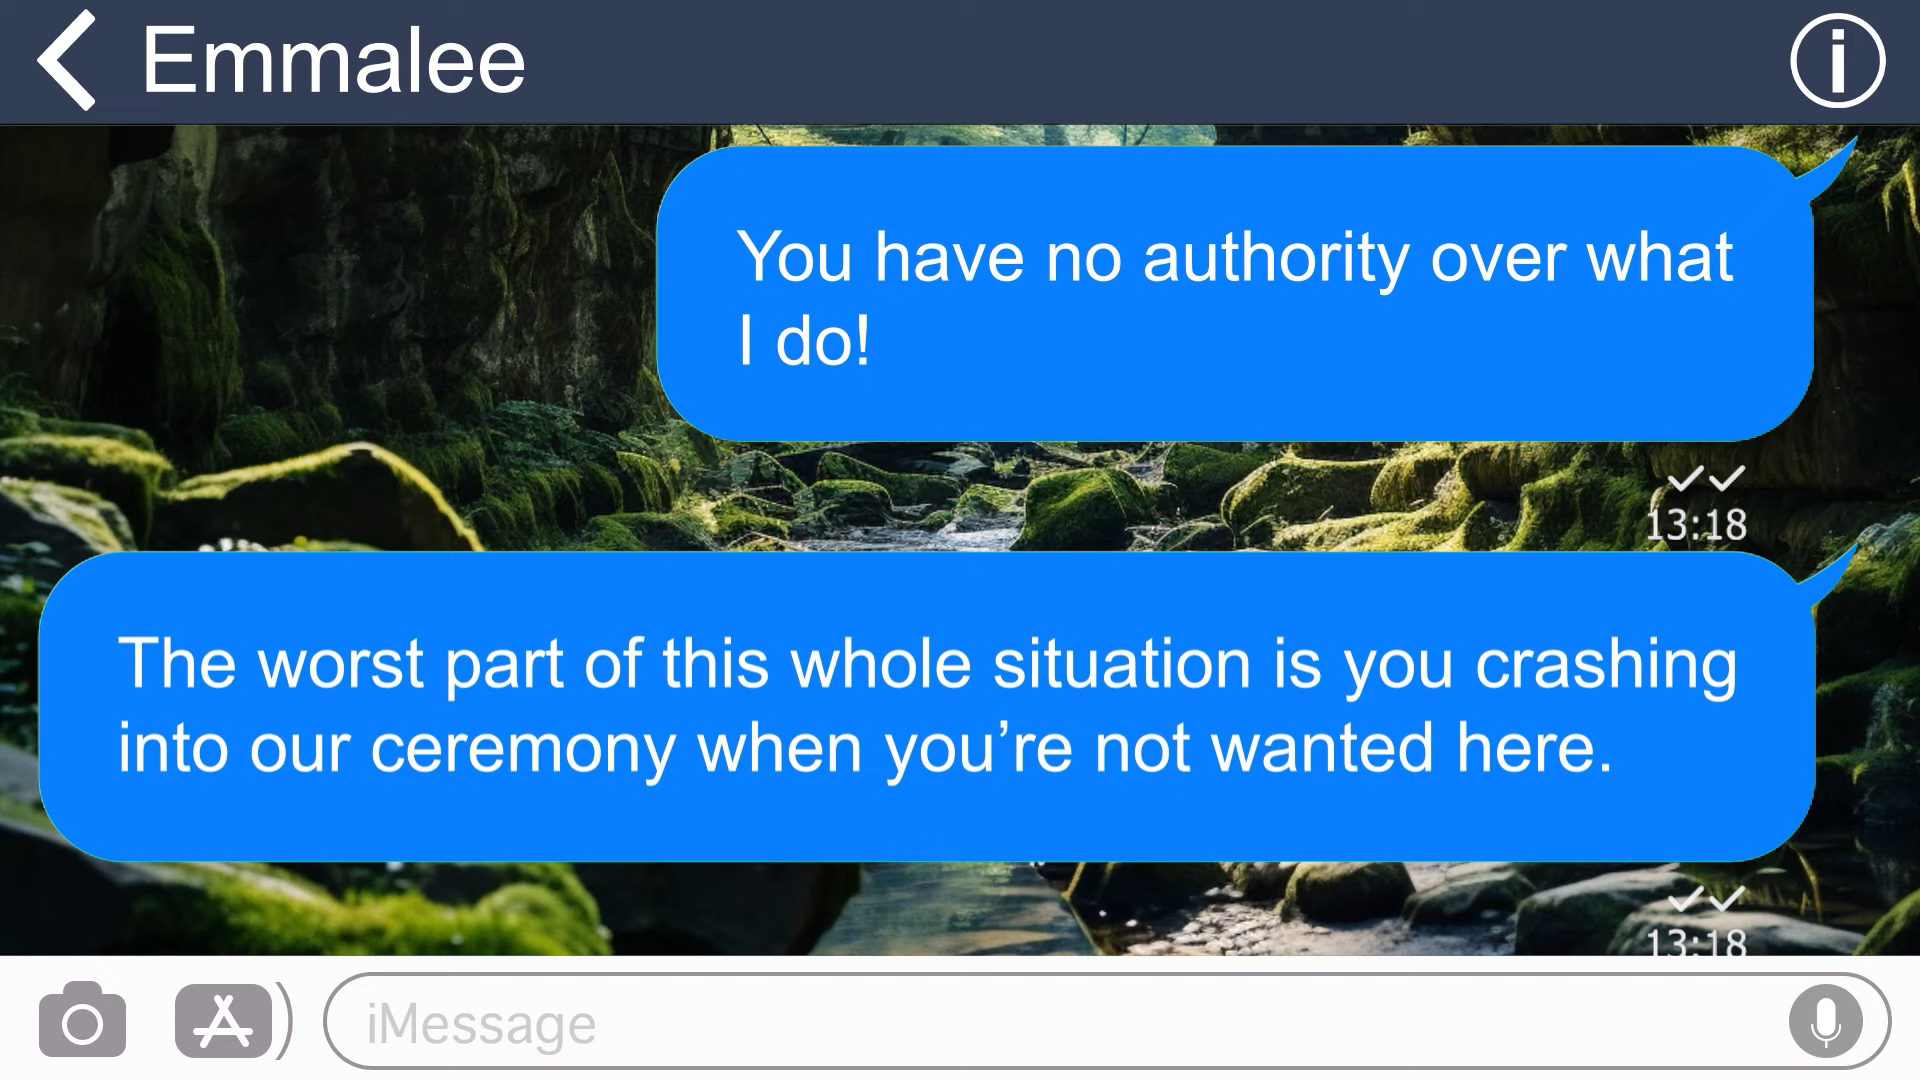 Emmalee
You have no authority over what
I do!
13:18
The worst part of this whole situation is you crashing
into our ceremony when you’re not wanted here.
13:18
iMessage